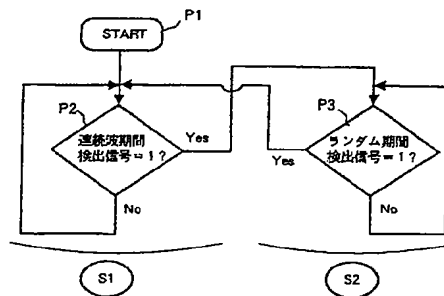 P1
START
P2
連続波期間
検出信号=1?
Yes
No
S1
P3
ランダム期間
検出信号=1?
Yes
No
S2